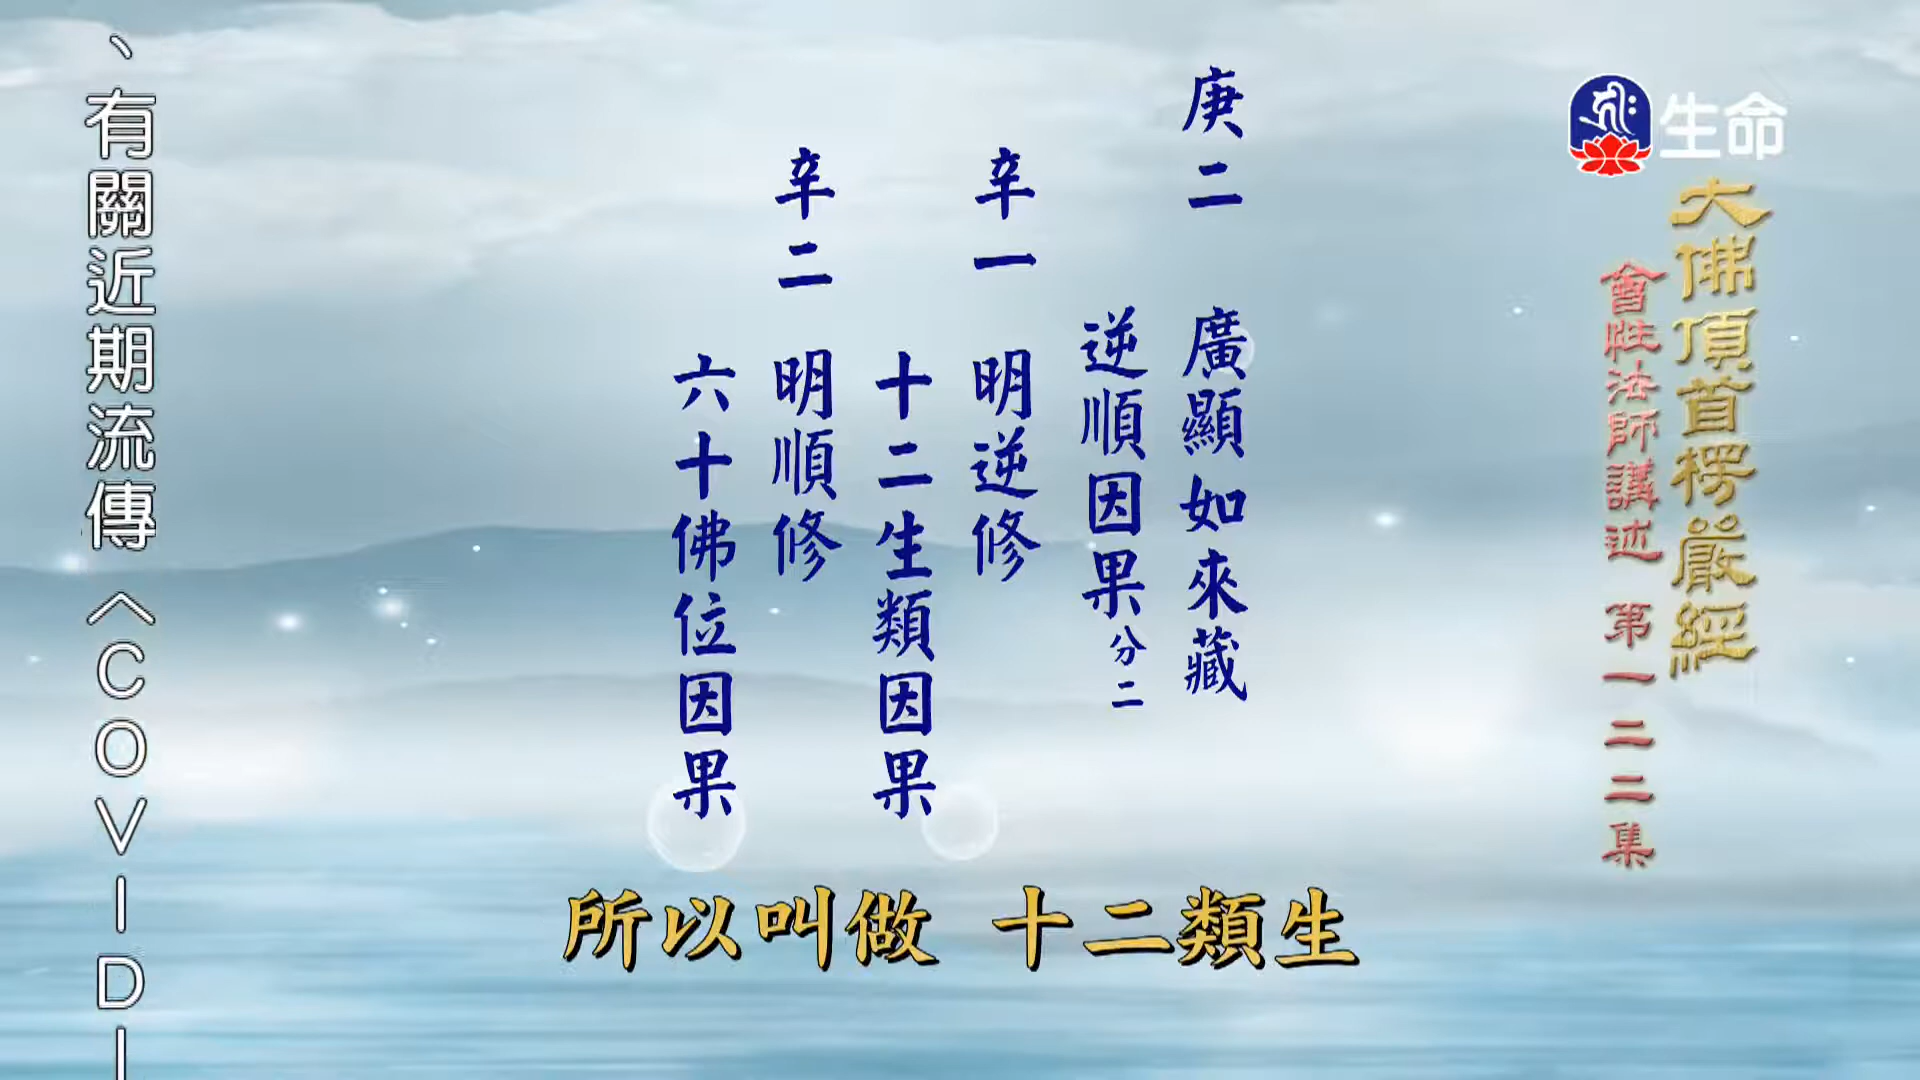 生命
大佛頂首楞嚴經
會性法師講述 第一二二集
庚二 廣顯如來藏
逆順因果分二
辛一 明逆修
十二生類因果
辛二 明順修
六十佛位因果
、有關近期流傳〈COVID-
所以叫做 十二類生